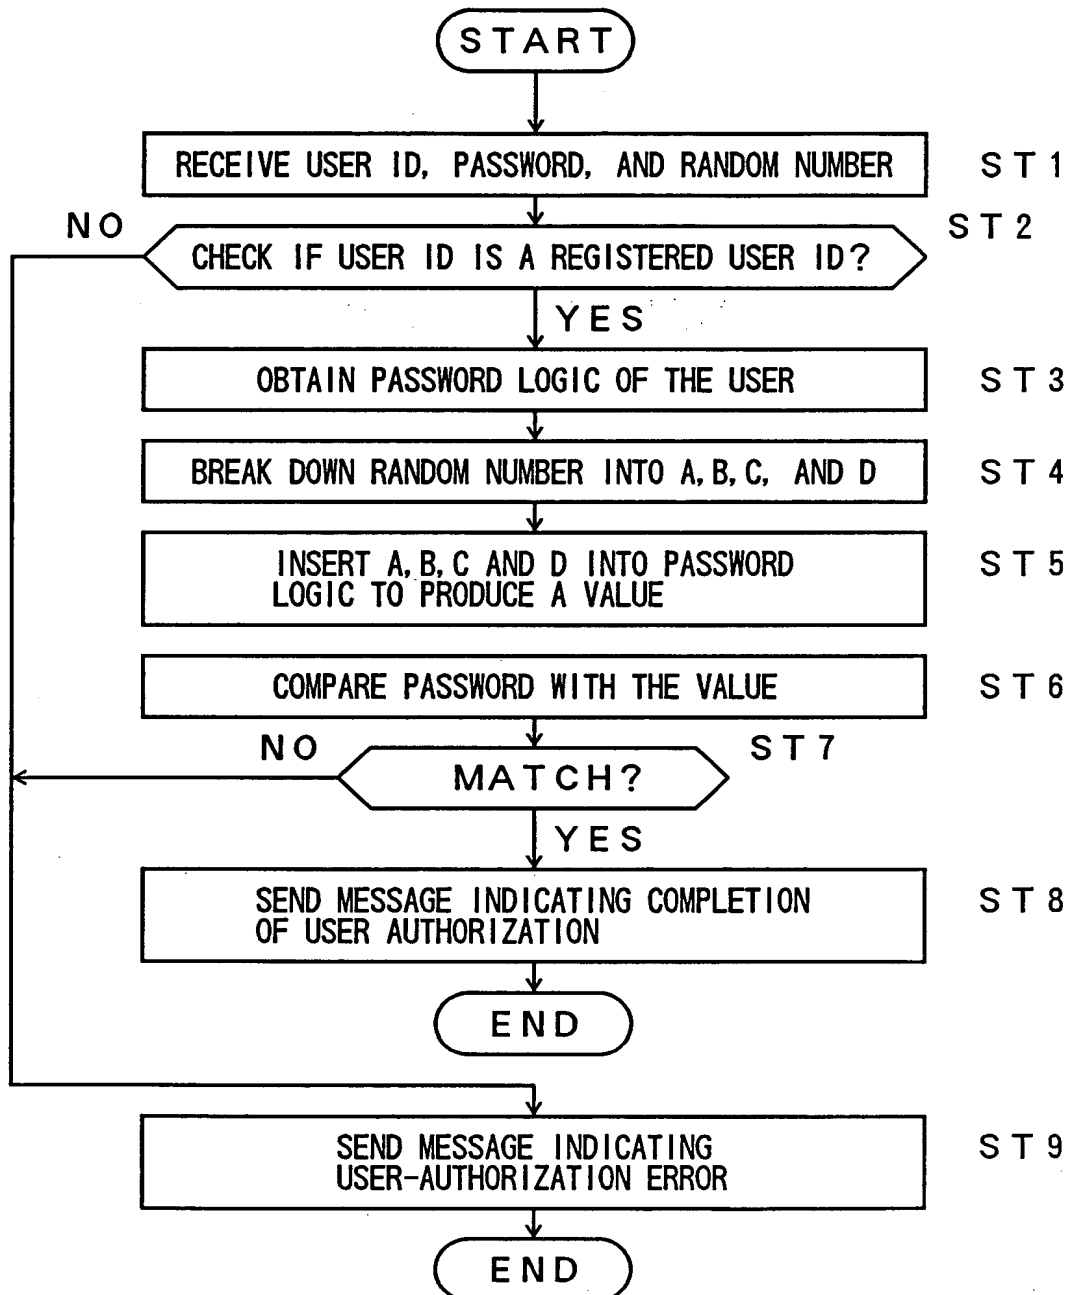 START
RECEIVE USER ID, PASSWORD, AND RANDOM NUMBER
ST1
NO
ST2
CHECK IF USER ID IS A REGISTERED USER ID?
YES
OBTAIN PASSWORD LOGIC OF THE USER
ST3
BREAK DOWN RANDOM NUMBER INTO A, B, C, AND D
ST4
INSERT A, B, C AND D INTO PASSWORD
LOGIC TO PRODUCE A VALUE
ST5
COMPARE PASSWORD WITH THE VALUE
ST6
NO
ST7
MATCH?
YES
SEND MESSAGE INDICATING COMPLETION
OF USER AUTHORIZATION
ST8
END
SEND MESSAGE INDICATING
USER-AUTHORIZATION ERROR
ST9
END